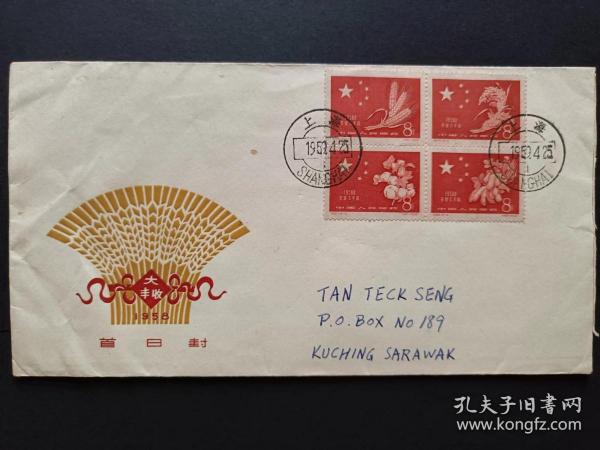 1958
8
8
8
8
上海
1959.4.25
SHANGHAI
上海
1959.4.25
SHANGHAI
大
丰收
1958
首日封
TAN TECK SENG
P.O. BOX NO 189
KUCHING SARAWAK
孔夫子旧书网
www.kongfz.com